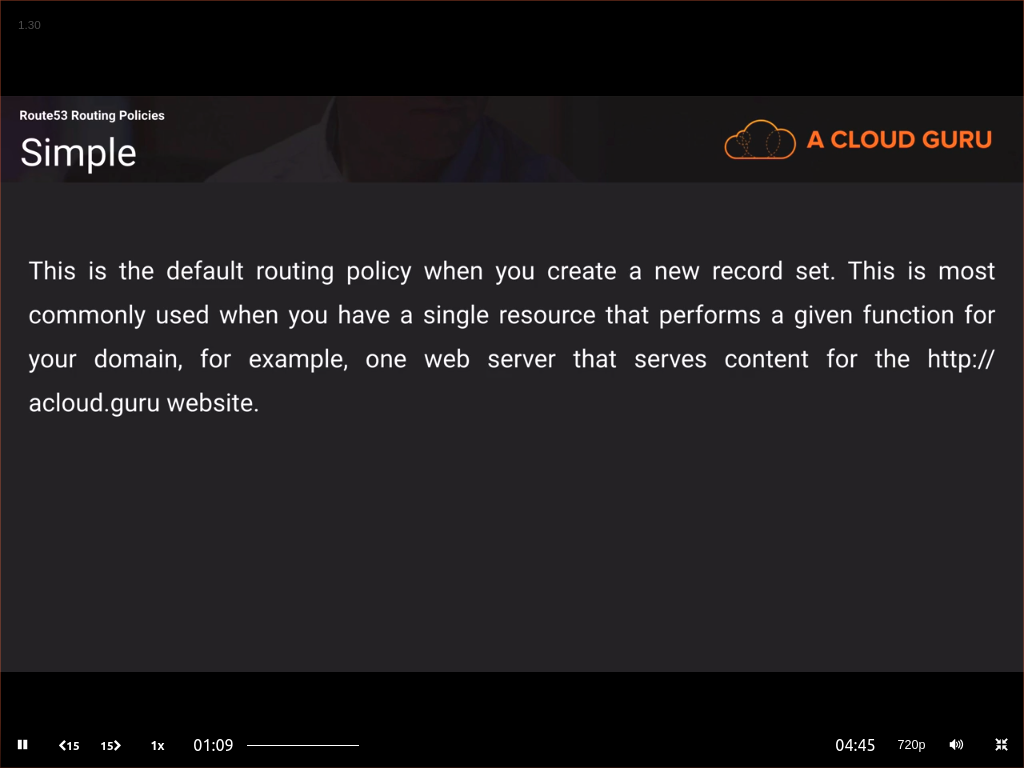 1.30
Route53 Routing Policies
Simple
A CLOUD GURU
This is the default routing policy when you create a new record set. This is most
commonly used when you have a single resource that performs a given function for
your domain, for example, one web server that serves content for the http://
acloud.guru website.
15 15 1x 01:09 04:45 720p